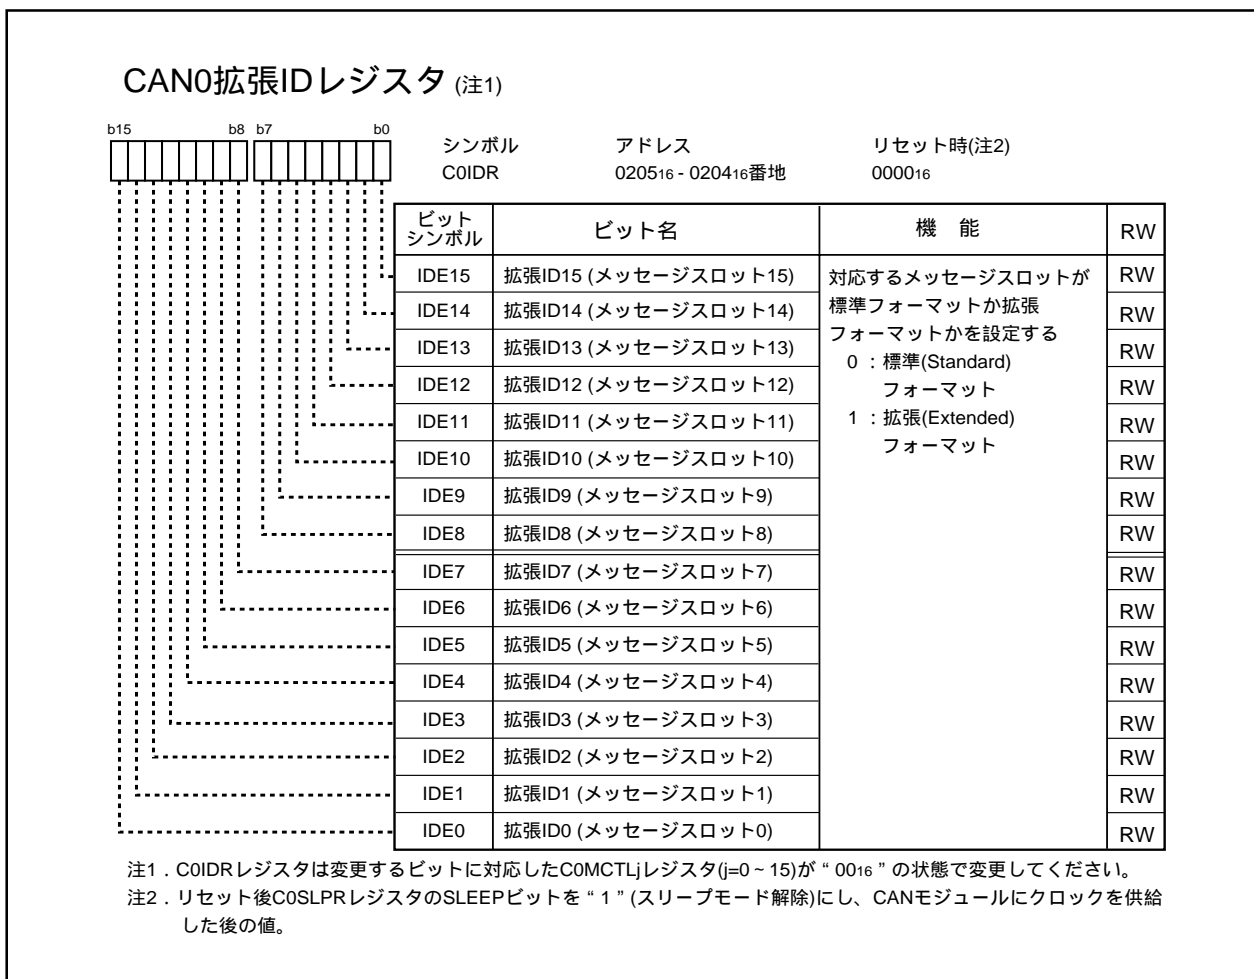 CAN0拡張IDレジスタ (注1)
b15 b8 b7 b0
シンボル アドレス リセット時(注2)
C0IDR 020516 - 020416番地 000016
ビット
シンボル ビット名 機 能 RW
IDE15 拡張ID15 (メッセージスロット15) 対応するメッセージスロットが RW
IDE14 拡張ID14 (メッセージスロット14) 標準フォーマットか拡張 RW
フォーマットかを設定する
IDE13 拡張ID13 (メッセージスロット13) RW
0 : 標準(Standard)
IDE12 拡張ID12 (メッセージスロット12) フォーマット RW
IDE11 拡張ID11 (メッセージスロット11) 1 : 拡張(Extended) RW
フォーマット
IDE10 拡張ID10 (メッセージスロット10) RW
IDE9 拡張ID9 (メッセージスロット9) RW
IDE8 拡張ID8 (メッセージスロット8) RW
IDE7 拡張ID7 (メッセージスロット7) RW
IDE6 拡張ID6 (メッセージスロット6) RW
IDE5 拡張ID5 (メッセージスロット5) RW
IDE4 拡張ID4 (メッセージスロット4) RW
IDE3 拡張ID3 (メッセージスロット3) RW
IDE2 拡張ID2 (メッセージスロット2) RW
IDE1 拡張ID1 (メッセージスロット1) RW
IDE0 拡張ID0 (メッセージスロット0) RW
注1．C0IDRレジスタは変更するビットに対応したC0MCTLjレジスタ(j=0～15)が“0016”の状態で変更してください。
注2．リセット後C0SLPRレジスタのSLEEPビットを“1”(スリープモード解除)にし、CANモジュールにクロックを供給
した後の値。